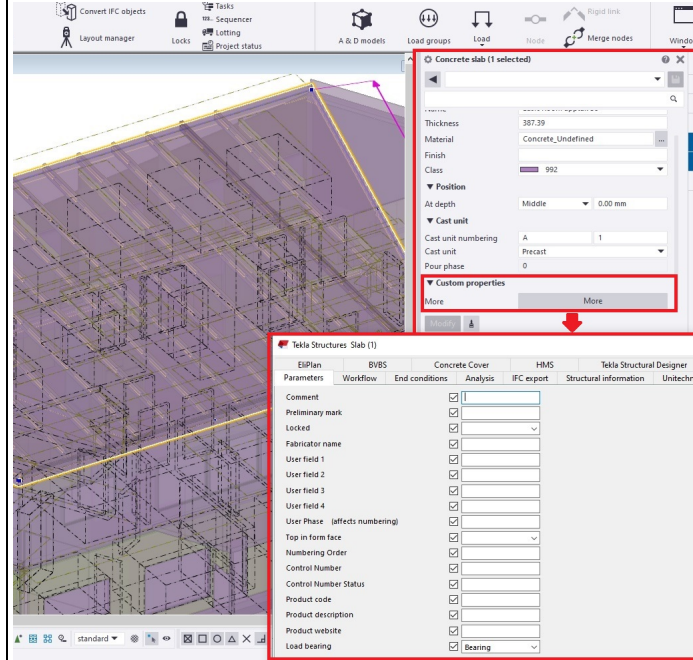 Convert IFC objects
Layout manager
Locks
Tasks
Sequencer
Lotting
Project status
A & D models
Load groups
Load
Node
Rigid link
Merge nodes
Windo
Concrete slab (1 selected)
Thickness 387.39
Material Concrete_Undefined ...
Finish
Class 992
Position
At depth Middle 0.00 mm
Cast unit
Cast unit numbering A 1
Cast unit Precast
Pour phase 0
Custom properties
More More
Modify
Tekla Structures Slab (1)
EliPlan BVBS Concrete Cover HMS Tekla Structural Designer
Parameters Workflow End conditions Analysis IFC export Structural information Unitechn
Comment
Preliminary mark
Locked
Fabricator name
User field 1
User field 2
User field 3
User field 4
User Phase (affects numbering)
Top in form face
Numbering Order
Control Number
Control Number Status
Product code
Product description
Product website
Load bearing Bearing
standard